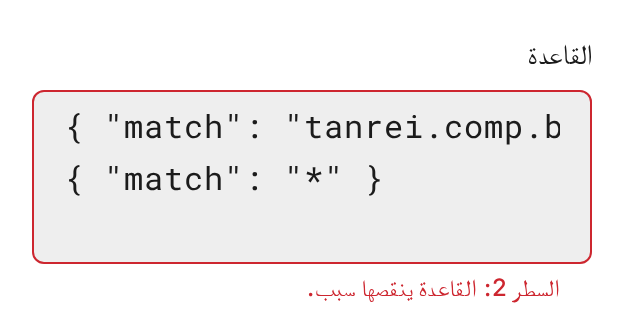 القاعدة
{ "match": "tanrei.comp.b
{ "match": "*" }
السطر 2: القاعدة ينقصها سبب.